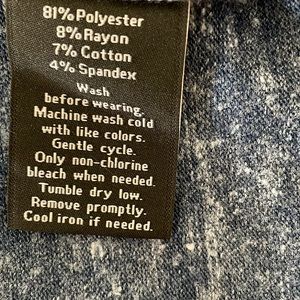 81% Polyester
8% Rayon
7% Cotton
4% Spandex
Wash
before wearing.
Machine wash cold
with like colors.
Gentle cycle.
Only non-chlorine
bleach when needed.
Tumble dry low.
Remove promptly.
Cool iron if needed.